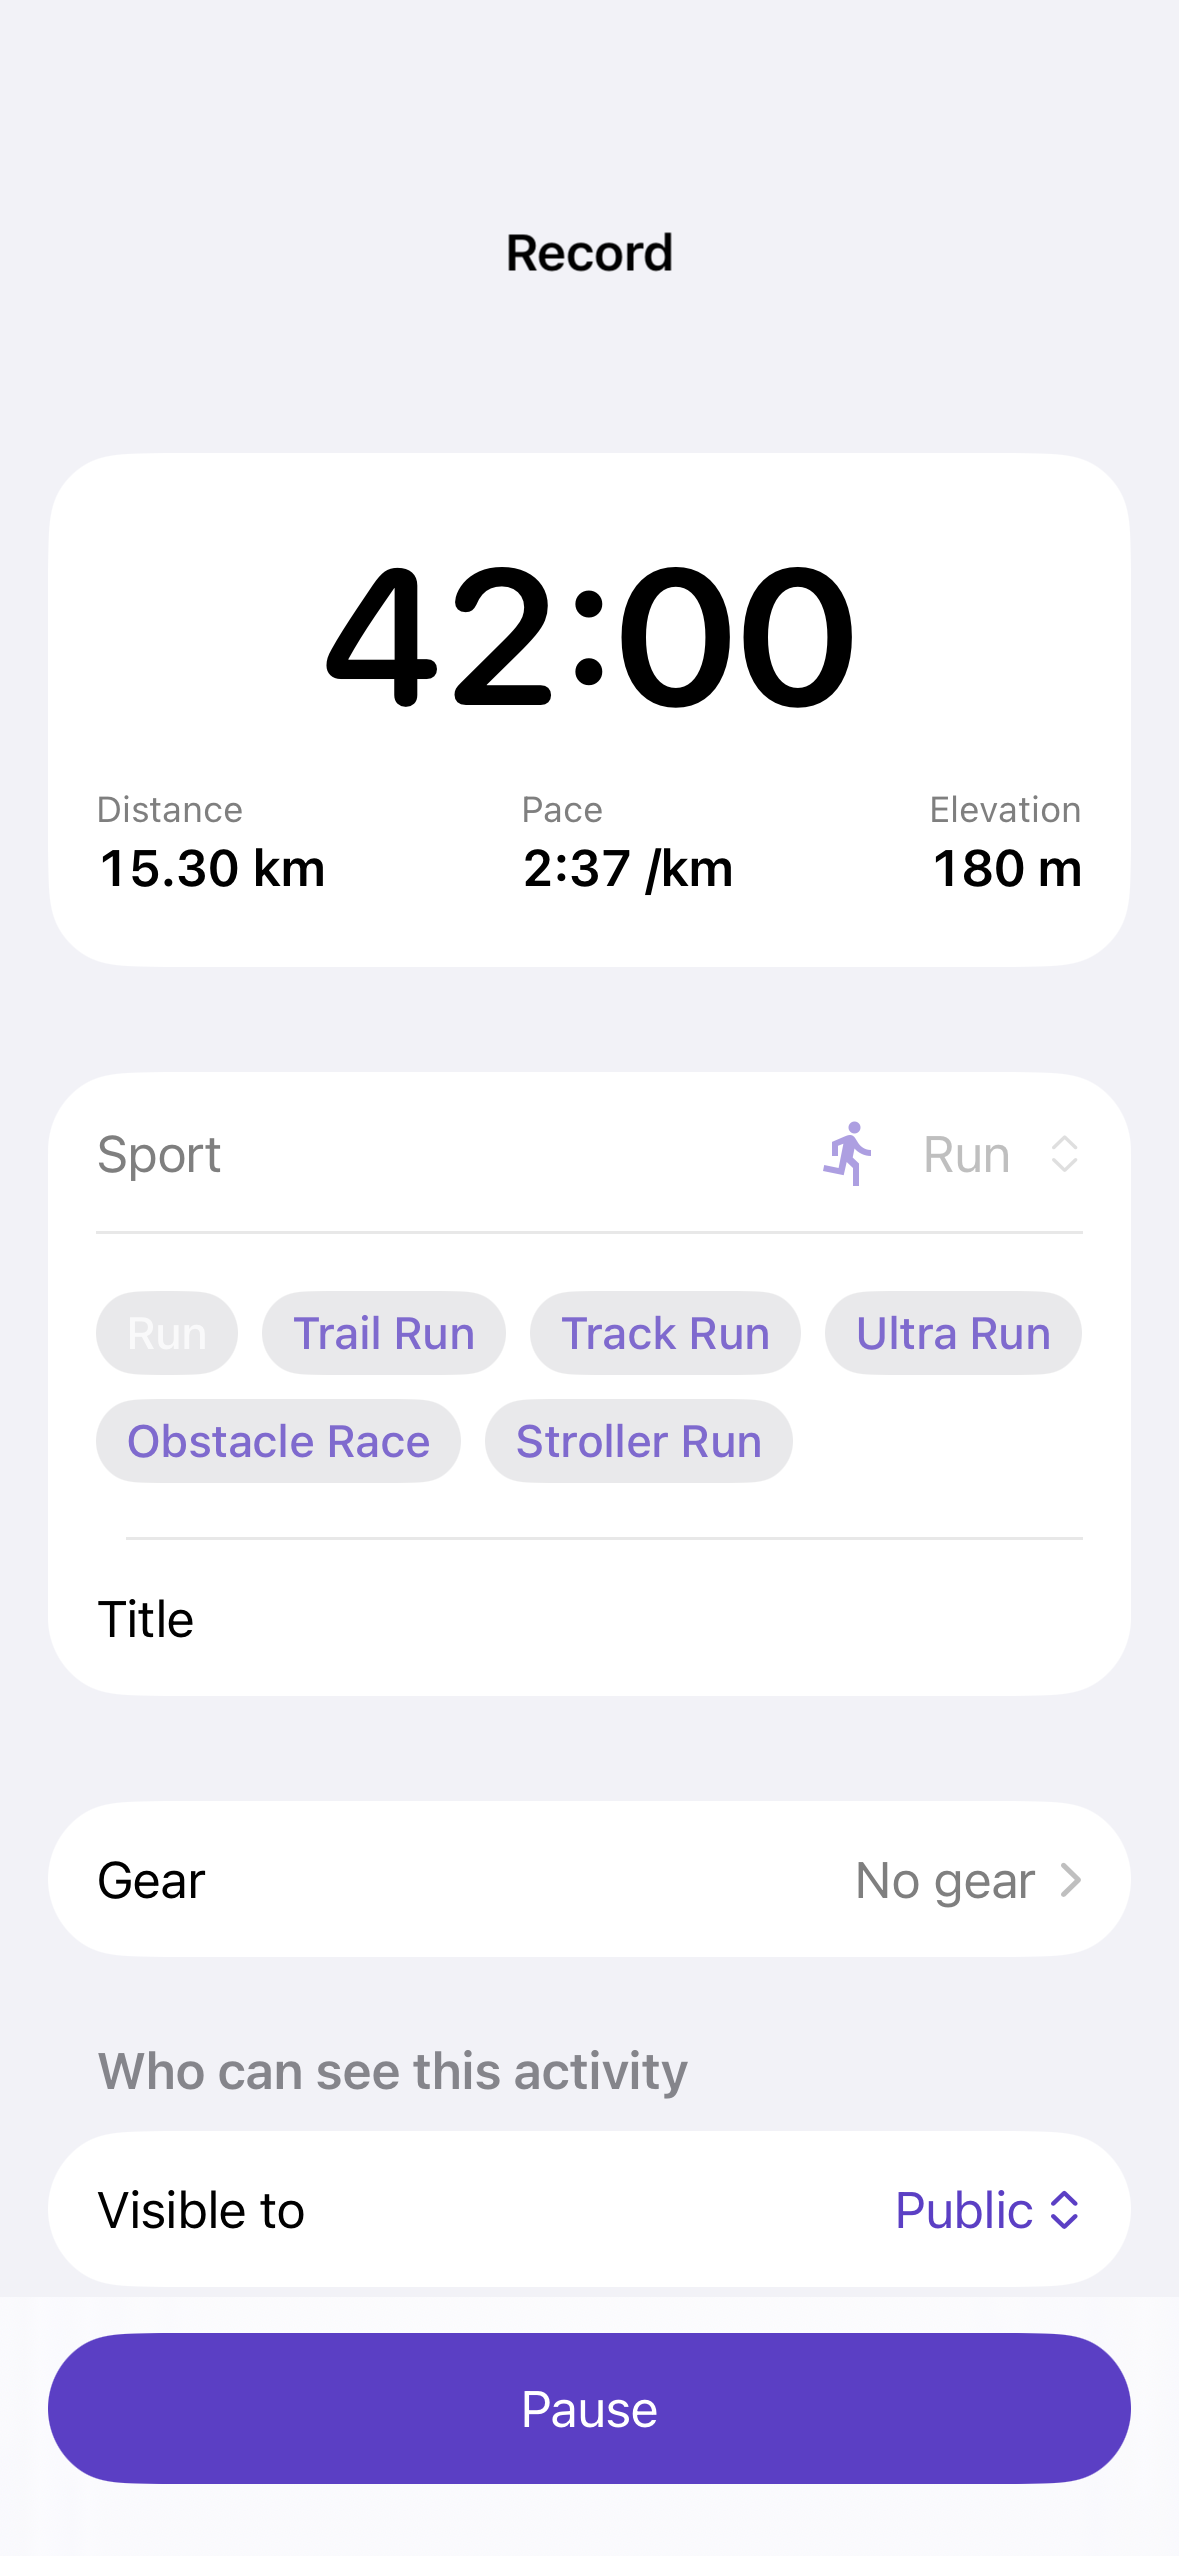 Record
42:00
Distance Pace Elevation
15.30 km 2:37 /km 180 m
Sport Run
Run Trail Run Track Run Ultra Run
Obstacle Race Stroller Run
Title
Gear No gear
Who can see this activity
Visible to Public
Pause